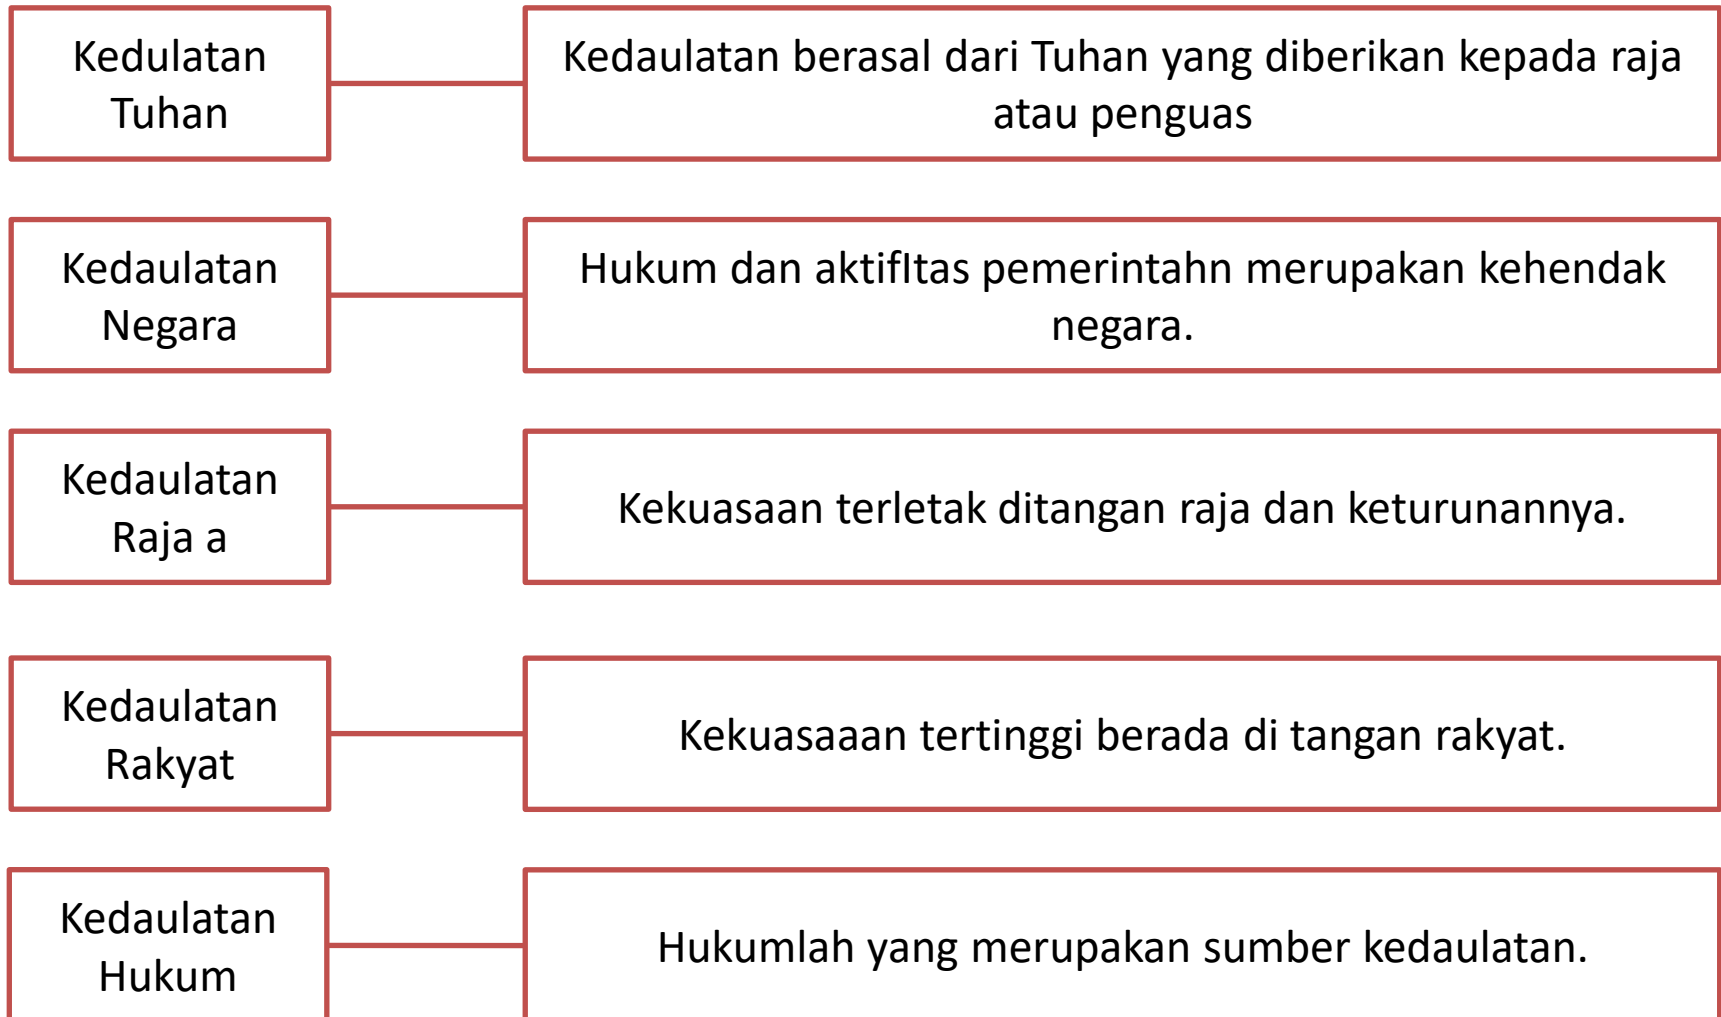 Kedulatan
Tuhan
Kedaulatan berasal dari Tuhan yang diberikan kepada raja
atau penguas
Kedaulatan
Negara
Hukum dan aktifItas pemerintahn merupakan kehendak
negara.
Kedaulatan
Raja a
Kekuasaan terletak ditangan raja dan keturunannya.
Kedaulatan
Rakyat
Kekuasaaan tertinggi berada di tangan rakyat.
Kedaulatan
Hukum
Hukumlah yang merupakan sumber kedaulatan.